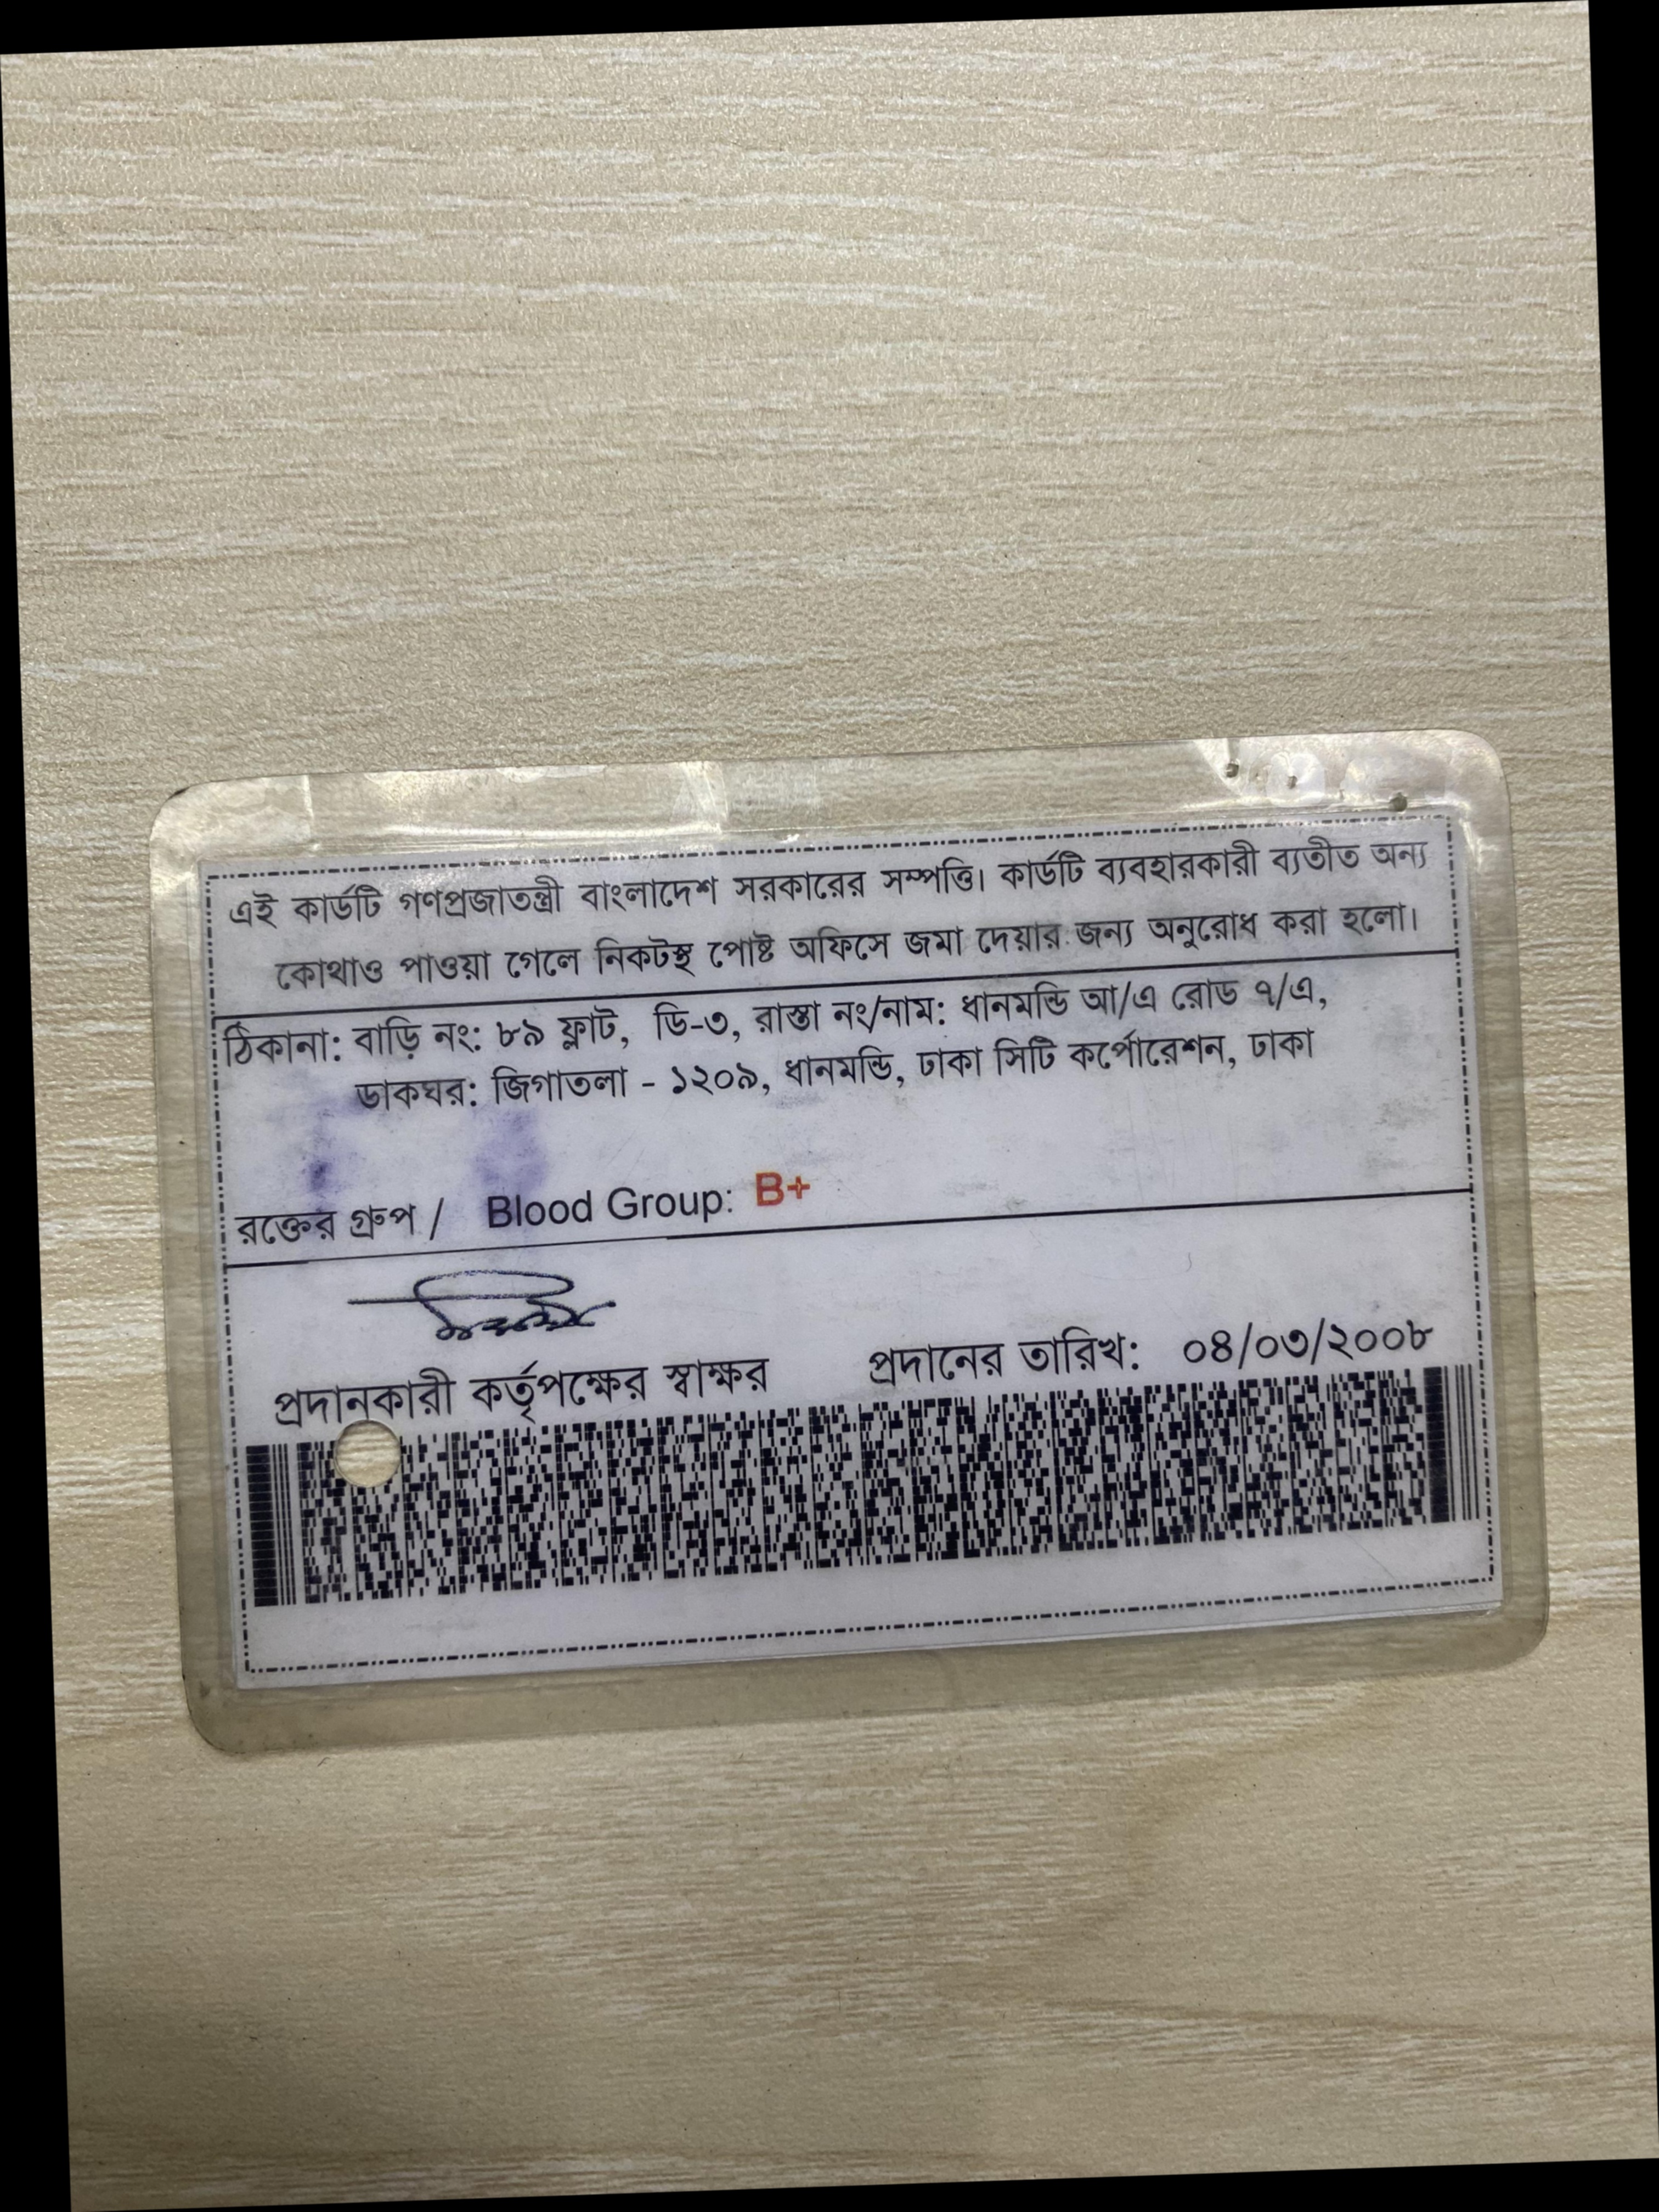 এই কার্ডটি গণপ্রজাতন্ত্রী বাংলাদেশ সরকারের সম্পত্তি। কার্ডটি ব্যবহারকারী ব্যতীত অন্য
কোথাও পাওয়া গেলে নিকটস্থ পোষ্ট অফিসে জমা দেয়ার জন্য অনুরোধ করা হলো।
ঠিকানা: বাড়ি নং: ৮৯ ফ্লাট, ডি-৩, রাস্তা নং/নাম: ধানমন্ডি আ/এ রোড ৭/এ,
ডাকঘর: জিগাতলা - ১২০৯, ধানমন্ডি, ঢাকা সিটি কর্পোরেশন, ঢাকা
রক্তের গ্রুপ / Blood Group: B+
প্রদানকারী কর্তৃপক্ষের স্বাক্ষর প্রদানের তারিখ: ০৪/০৩/২০০৮